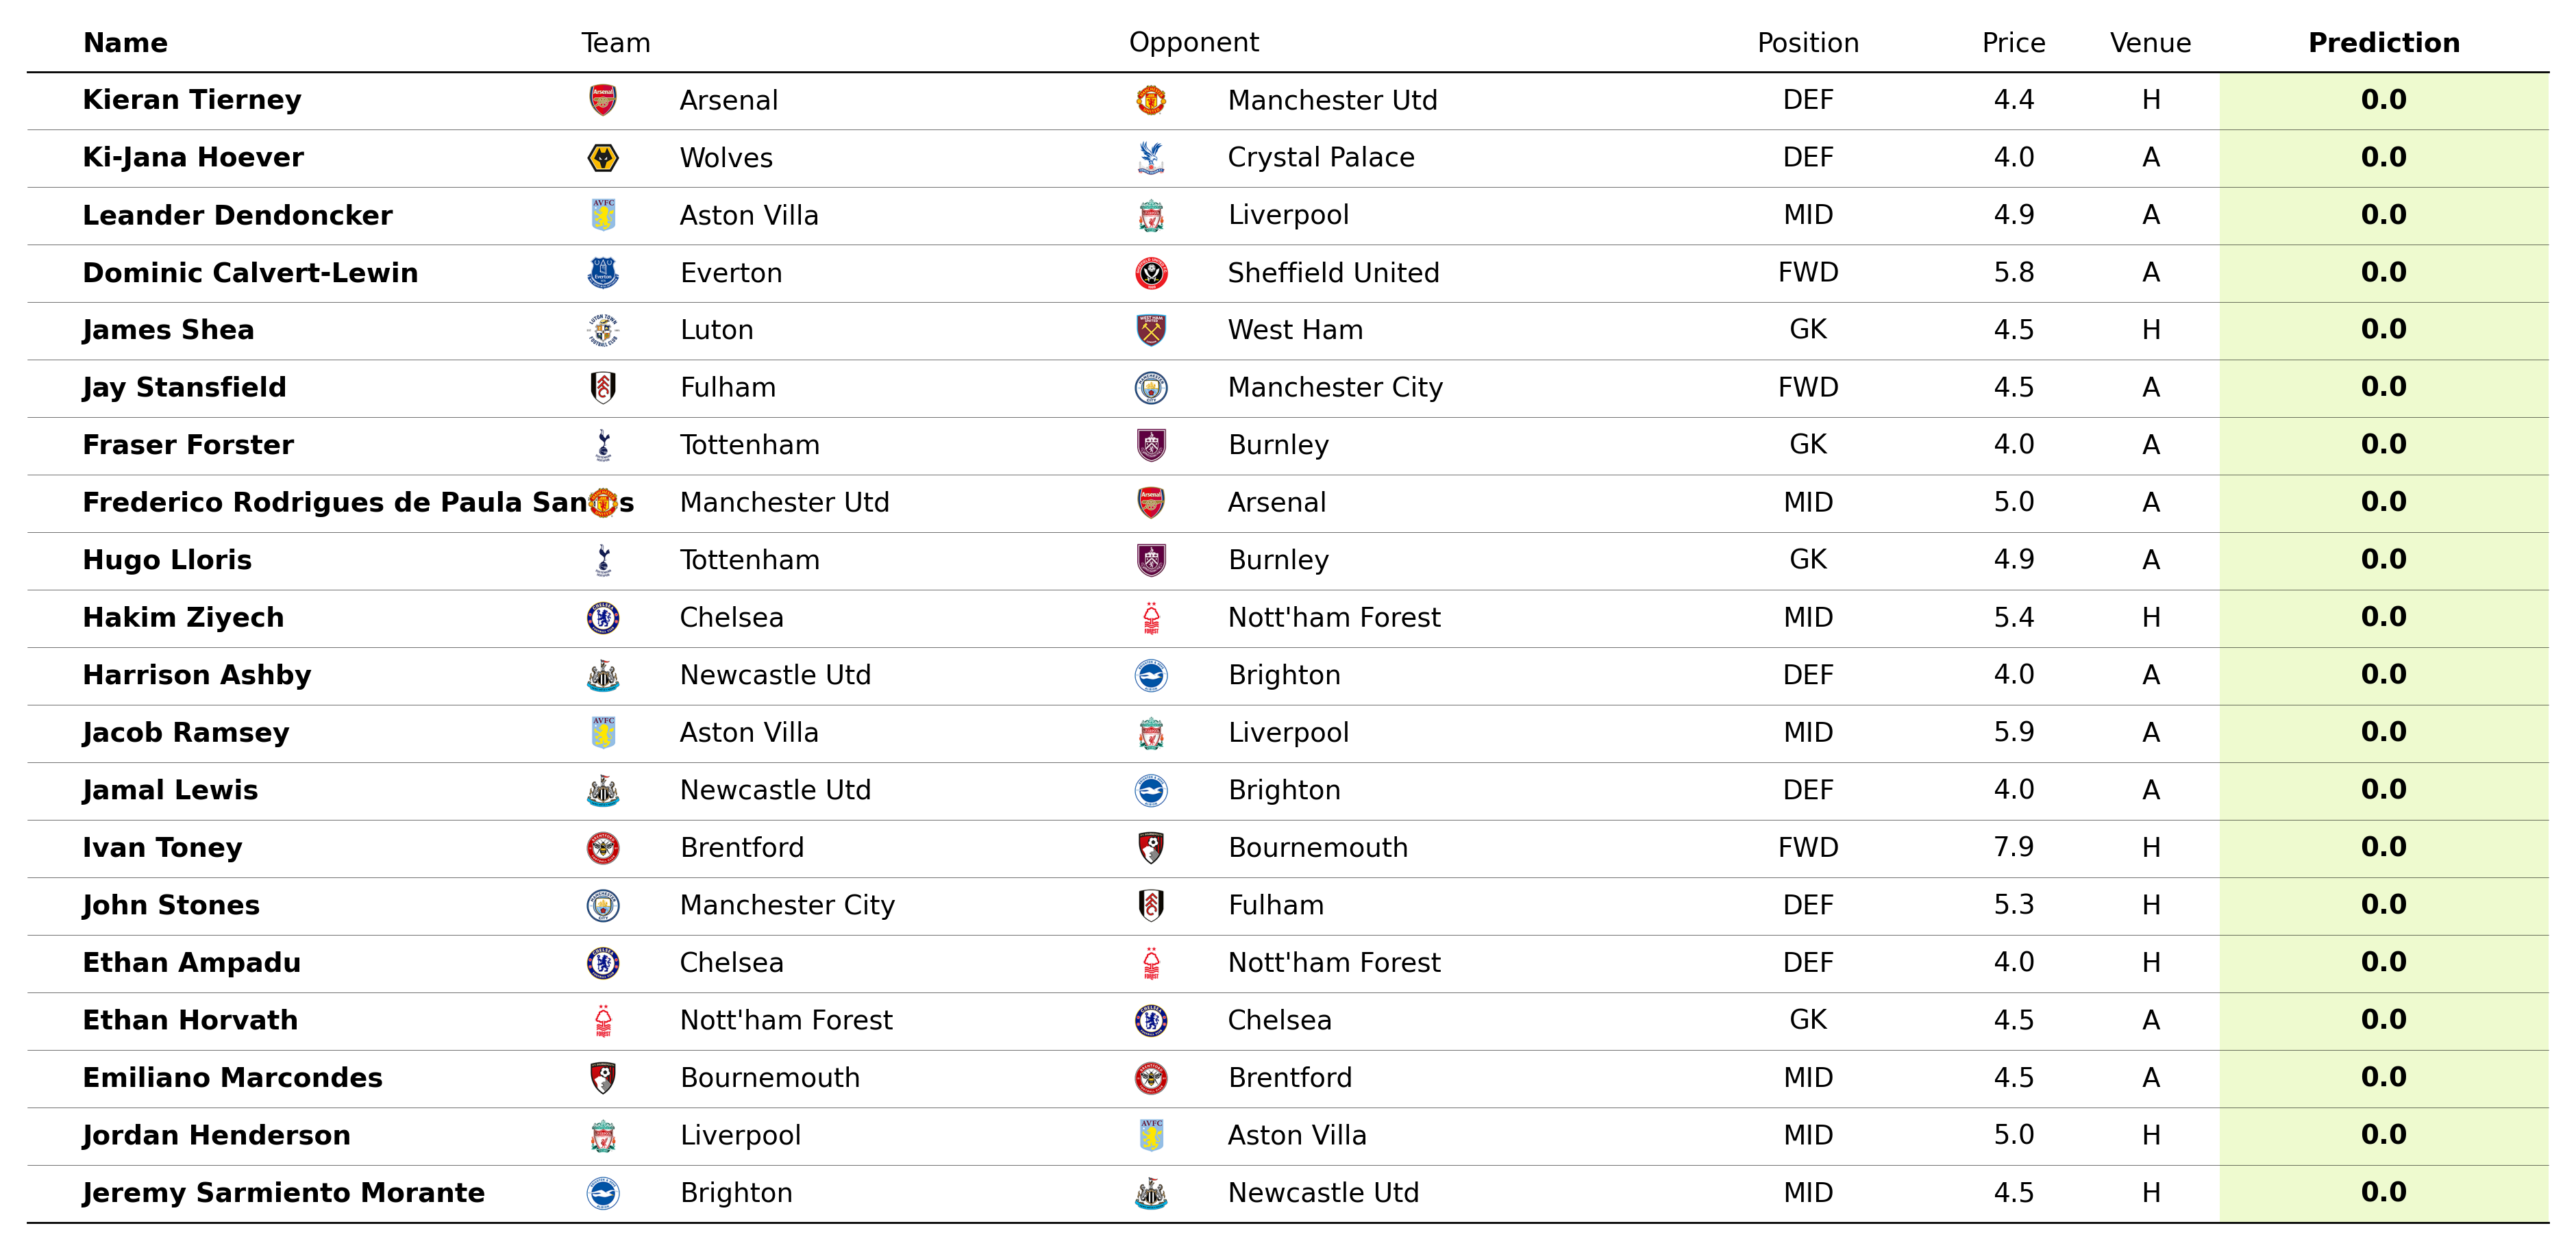 Name Team Opponent Position Price Venue Prediction
Kieran Tierney Arsenal Manchester Utd DEF 4.4 H 0.0
Ki-Jana Hoever Wolves Crystal Palace DEF 4.0 A 0.0
Leander Dendoncker Aston Villa Liverpool MID 4.9 A 0.0
Dominic Calvert-Lewin Everton Sheffield United FWD 5.8 A 0.0
James Shea Luton West Ham GK 4.5 H 0.0
Jay Stansfield Fulham Manchester City FWD 4.5 A 0.0
Fraser Forster Tottenham Burnley GK 4.0 A 0.0
Frederico Rodrigues de Paula Manchester Utd Arsenal MID 5.0 A 0.0
Hugo Lloris Tottenham Burnley GK 4.9 A 0.0
Hakim Ziyech Chelsea Nott'ham Forest MID 5.4 H 0.0
Harrison Ashby Newcastle Utd Brighton DEF 4.0 A 0.0
Jacob Ramsey Aston Villa Liverpool MID 5.9 A 0.0
Jamal Lewis Newcastle Utd Brighton DEF 4.0 A 0.0
Ivan Toney Brentford Bournemouth FWD 7.9 H 0.0
John Stones Manchester City Fulham DEF 5.3 H 0.0
Ethan Ampadu Chelsea Nott'ham Forest DEF 4.0 H 0.0
Ethan Horvath Nott'ham Forest Chelsea GK 4.5 A 0.0
Emiliano Marcondes Bournemouth Brentford MID 4.5 A 0.0
Jordan Henderson Liverpool Aston Villa MID 5.0 H 0.0
Jeremy Sarmiento Morante Brighton Newcastle Utd MID 4.5 H 0.0